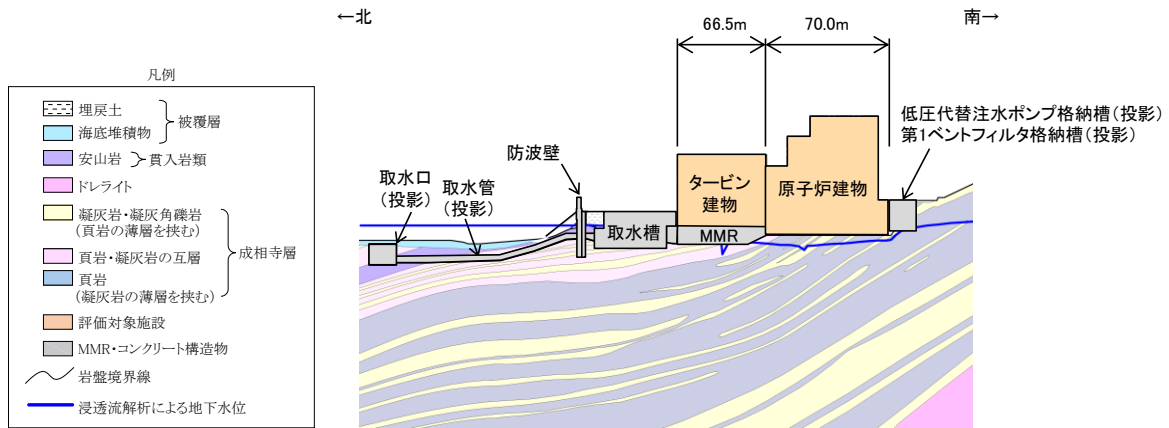 ←北
南→
66.5m
70.0m
凡例
埋戻土
海底堆積物
被覆層
安山岩
貫入岩類
ドレライト
凝灰岩・凝灰角礫岩
(頁岩の薄層を挟む)
成相寺層
頁岩・凝灰岩の互層
頁岩
(凝灰岩の薄層を挟む)
評価対象施設
MMR・コンクリート構造物
岩盤境界線
浸透流解析による地下水位
取水口
(投影)
取水管
(投影)
防波壁
取水槽
タービン
建物
MMR
原子炉建物
低圧代替注水ポンプ格納槽(投影)
第1ベントフィルタ格納槽(投影)